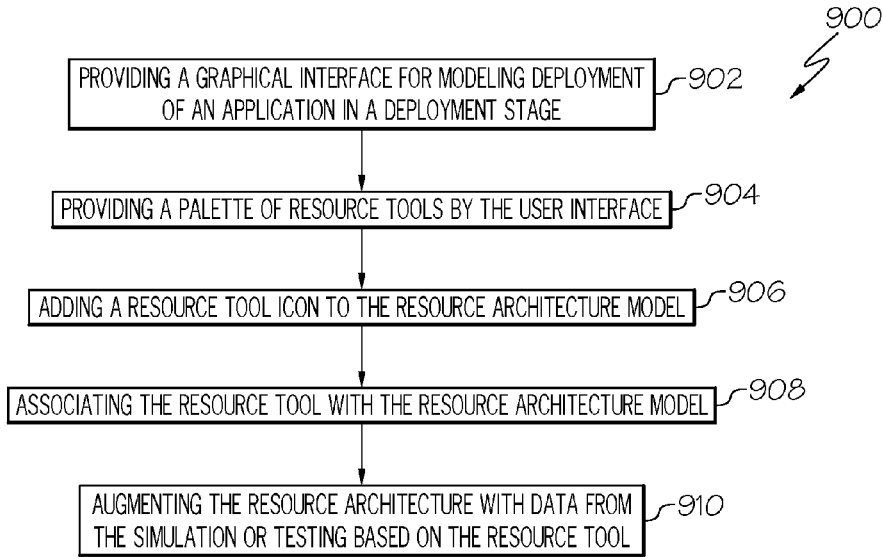 900
PROVIDING A GRAPHICAL INTERFACE FOR MODELING DEPLOYMENT
OF AN APPLICATION IN A DEPLOYMENT STAGE
902
PROVIDING A PALETTE OF RESOURCE TOOLS BY THE USER INTERFACE
904
ADDING A RESOURCE TOOL ICON TO THE RESOURCE ARCHITECTURE MODEL
906
ASSOCIATING THE RESOURCE TOOL WITH THE RESOURCE ARCHITECTURE MODEL
908
AUGMENTING THE RESOURCE ARCHITECTURE WITH DATA FROM
THE SIMULATION OR TESTING BASED ON THE RESOURCE TOOL
910